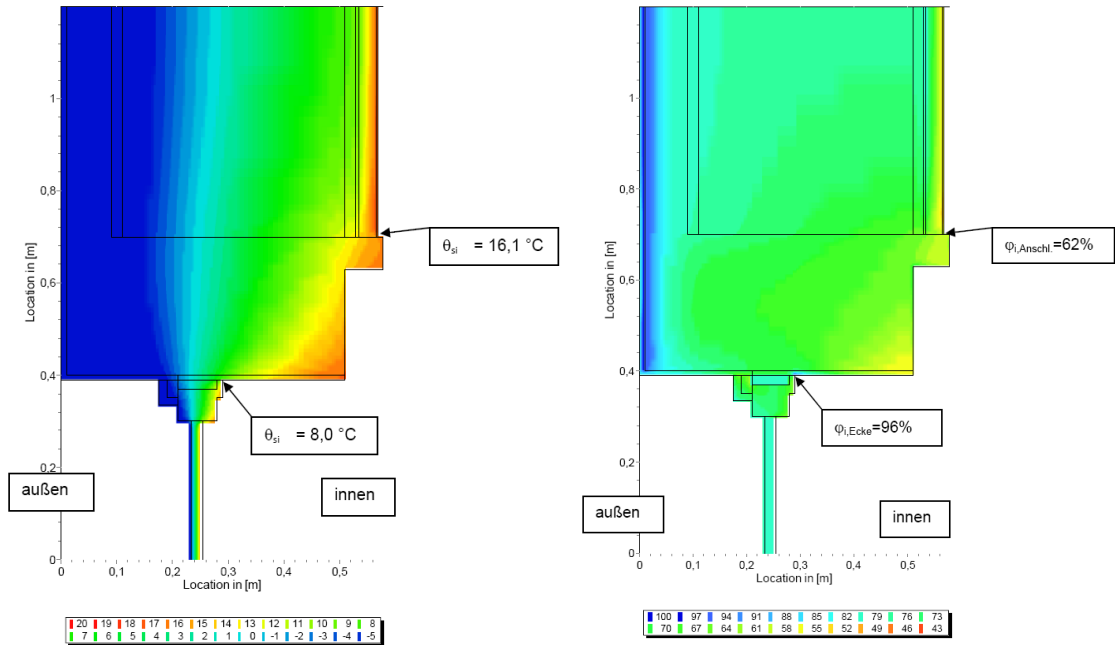 1
0,8
0,6
0,4
0,2
0
Location in [m]
0
0,1
0,2
0,3
0,4
0,5
Location in [m]
θsi = 16,1 °C
θsi = 8,0 °C
außen
innen
20 19 18 17 16 15 14 13 12 11 10 9 8
7 6 5 4 3 2 1 0 -1 -2 -3 -4 -5
1
0,8
0,6
0,4
0,2
0
Location in [m]
0
0,1
0,2
0,3
0,4
0,5
Location in [m]
φi,Anschl.=62%
φi,Ecke=96%
außen
innen
100 97 94 91 88 85 82 79 76 73
70 67 64 61 58 55 52 49 46 43